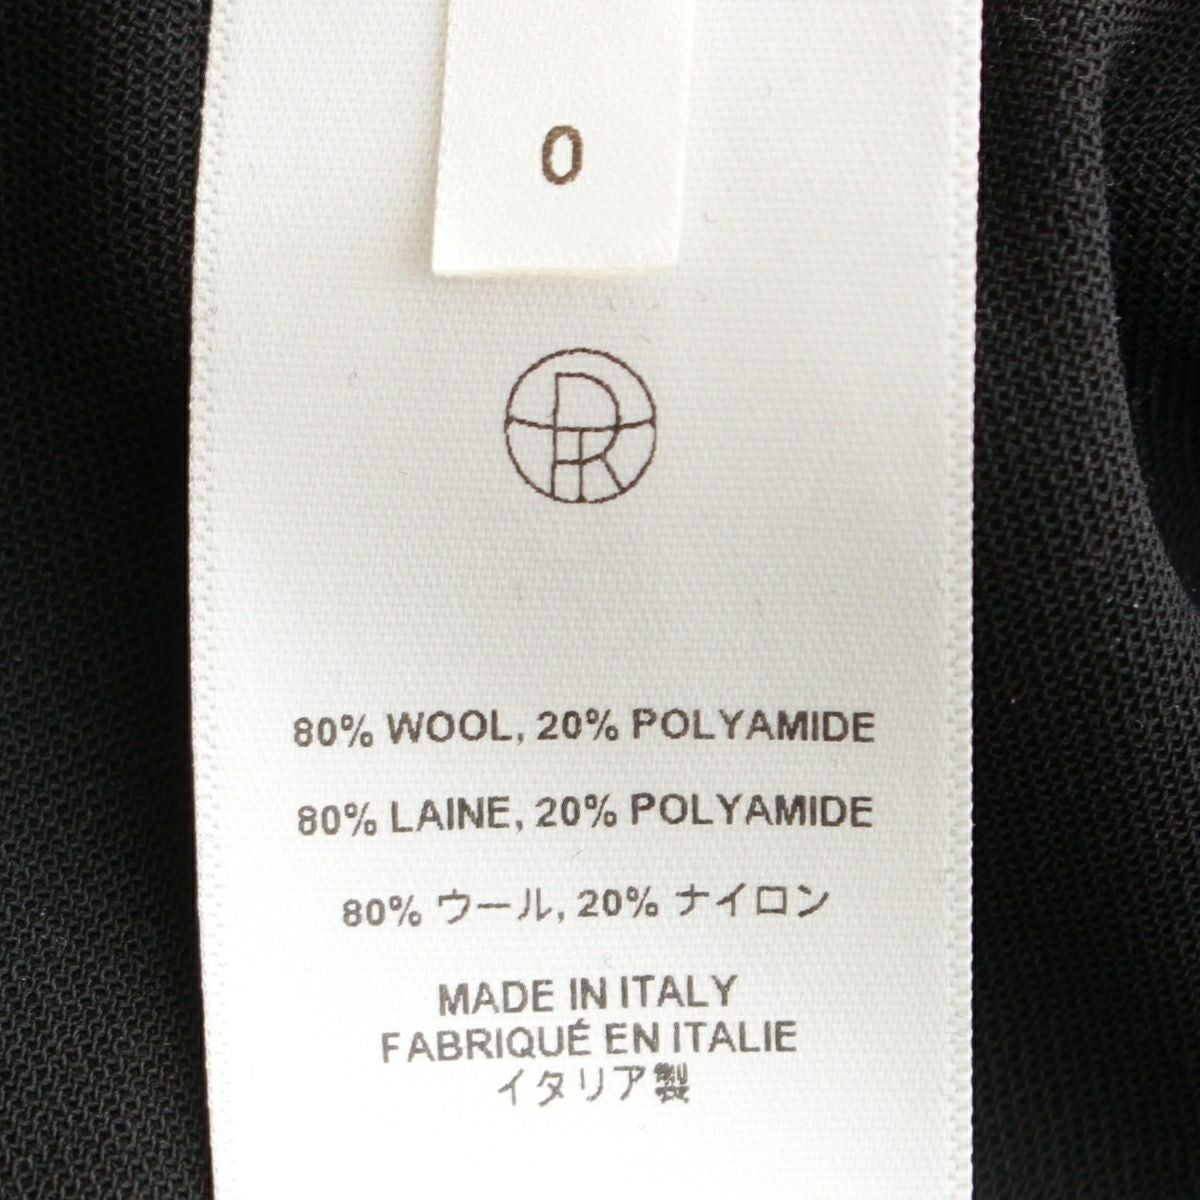 0
80% WOOL, 20% POLYAMIDE
80% LAINE, 20% POLYAMIDE
80% ウール, 20% ナイロン
MADE IN ITALY
FABRIQUÉ EN ITALIE
イタリア製